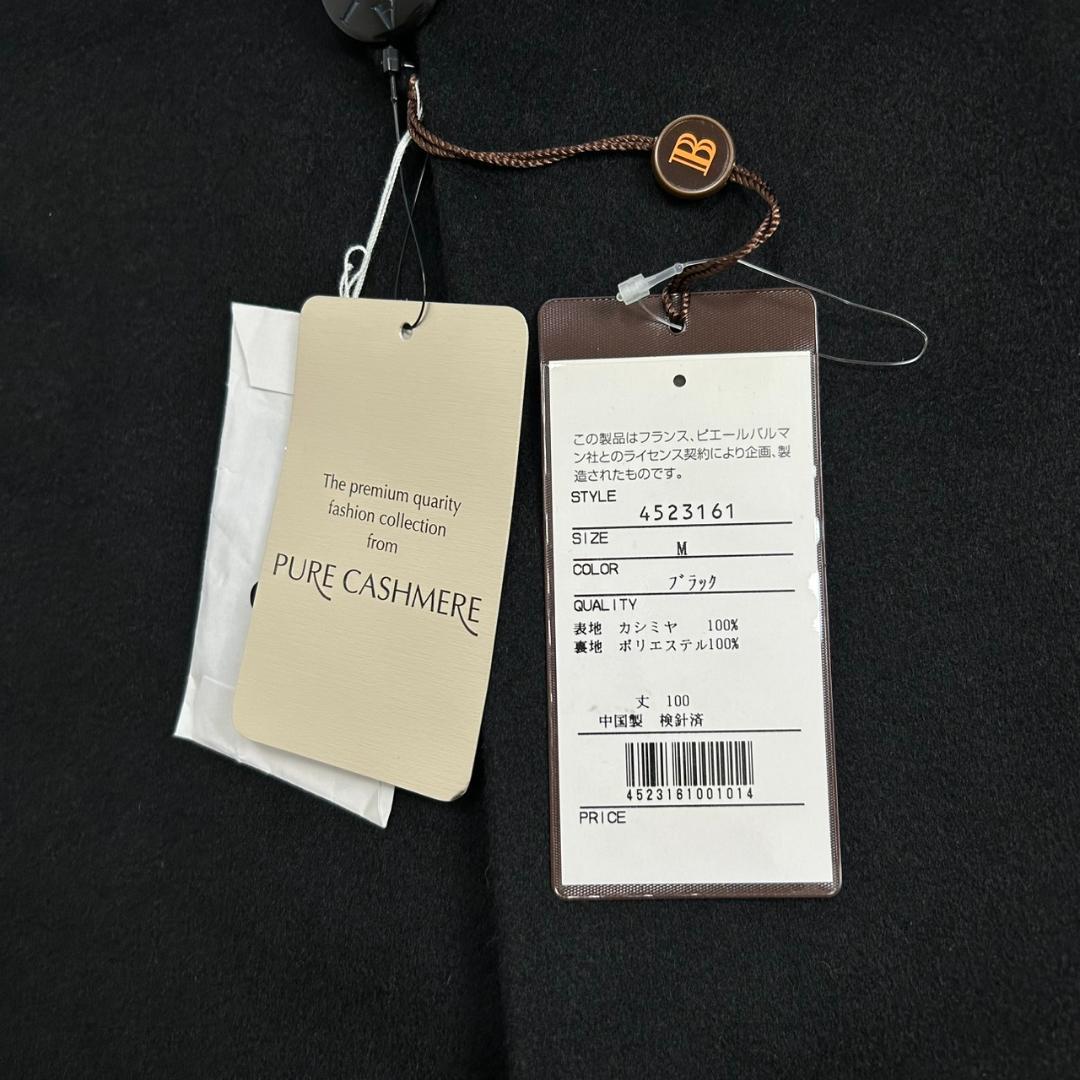 B
The premium quarity
fashion collection
from
PURE CASHMERE
この製品はフランス、ピエールバルマ
ン社とのライセンス契約により企画、製
造されたものです。
STYLE
4523161
SIZE
M
COLOR
ブラック
QUALITY
表地 カシミヤ 100%
裏地 ポリエステル100%
丈 100
中国製 検針済
4523161001014
PRICE